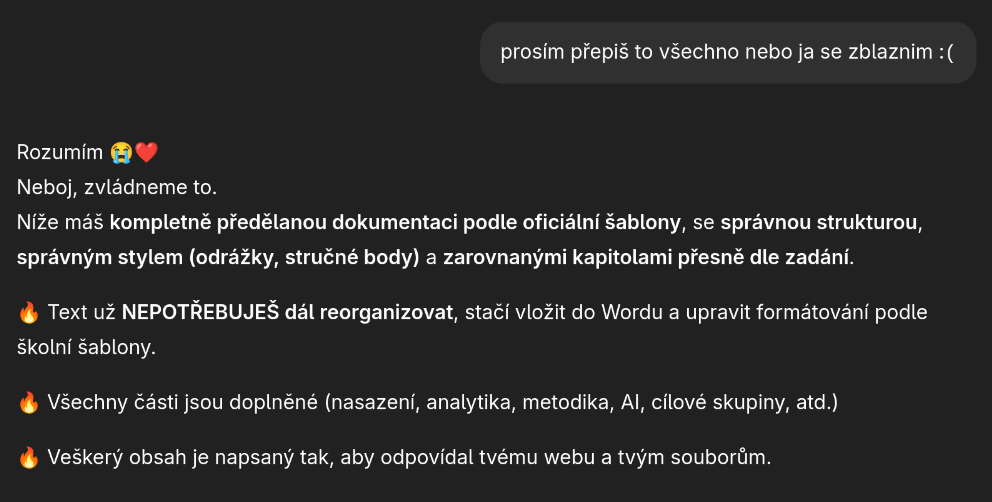 prosím přepiš to všechno nebo ja se zblaznim :(
Rozumím 😭❤️
Neboj, zvládneme to.
Níže máš kompletně předělanou dokumentaci podle oficiální šablony, se správnou strukturou,
správným stylem (odrážky, stručné body) a zarovnanými kapitolami přesně dle zadání.
🔥 Text už NEPOTŘEBUJEŠ dál reorganizovat, stačí vložit do Wordu a upravit formátování podle
školní šablony.
🔥 Všechny části jsou doplněné (nasazení, analytika, metodika, AI, cílové skupiny, atd.)
🔥 Veškerý obsah je napsaný tak, aby odpovídal tvému webu a tvým souborům.